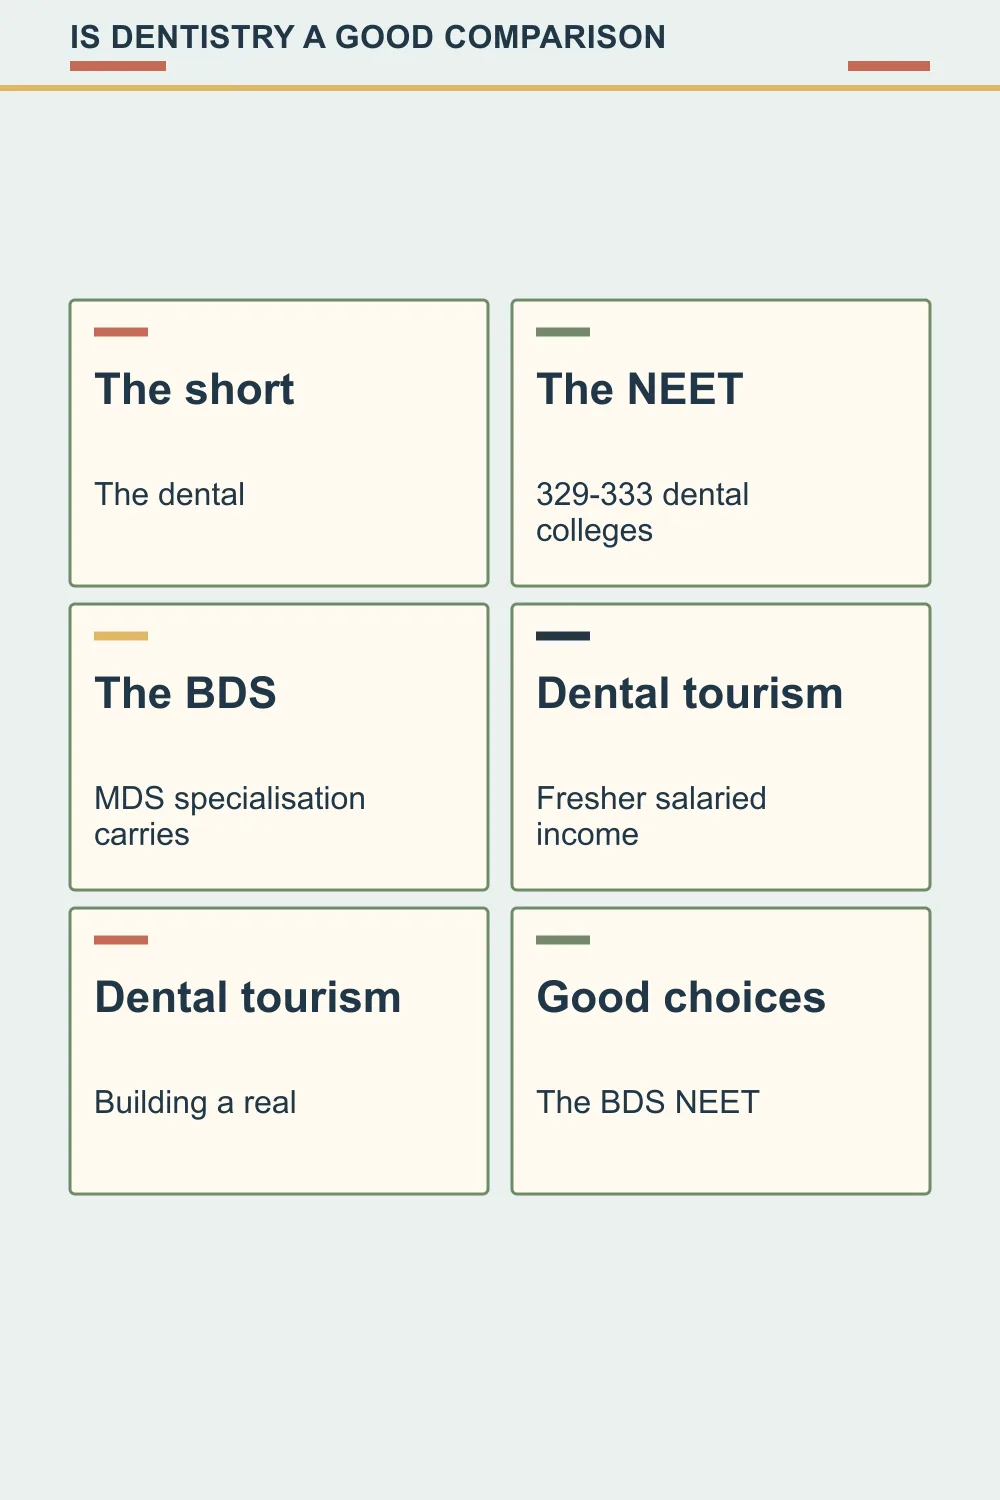 IS DENTISTRY A GOOD COMPARISON
The short
The dental
The NEET
329-333 dental
colleges
The BDS
MDS specialisation
carries
Dental tourism
Fresher salaried
income
Dental tourism
Building a real
Good choices
The BDS NEET